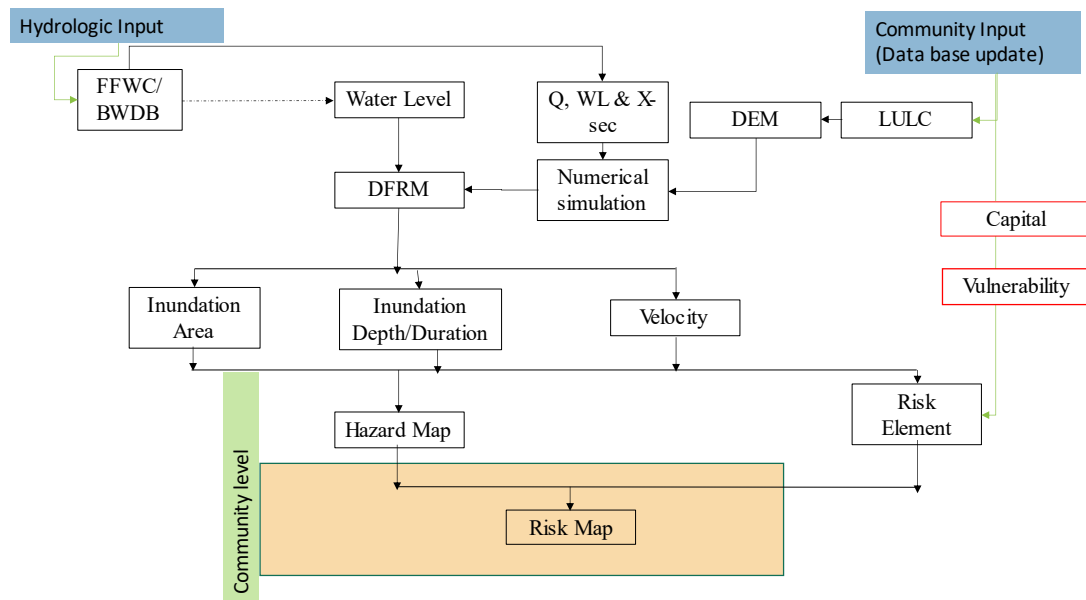 Hydrologic Input
Community Input
(Data base update)
FFWC/
BWDB
Water Level
Q, WL & X-
sec
DEM
LULC
DFRM
Numerical
simulation
Capital
Vulnerability
Inundation
Area
Inundation
Depth/Duration
Velocity
Risk
Element
Hazard Map
Community level
Risk Map